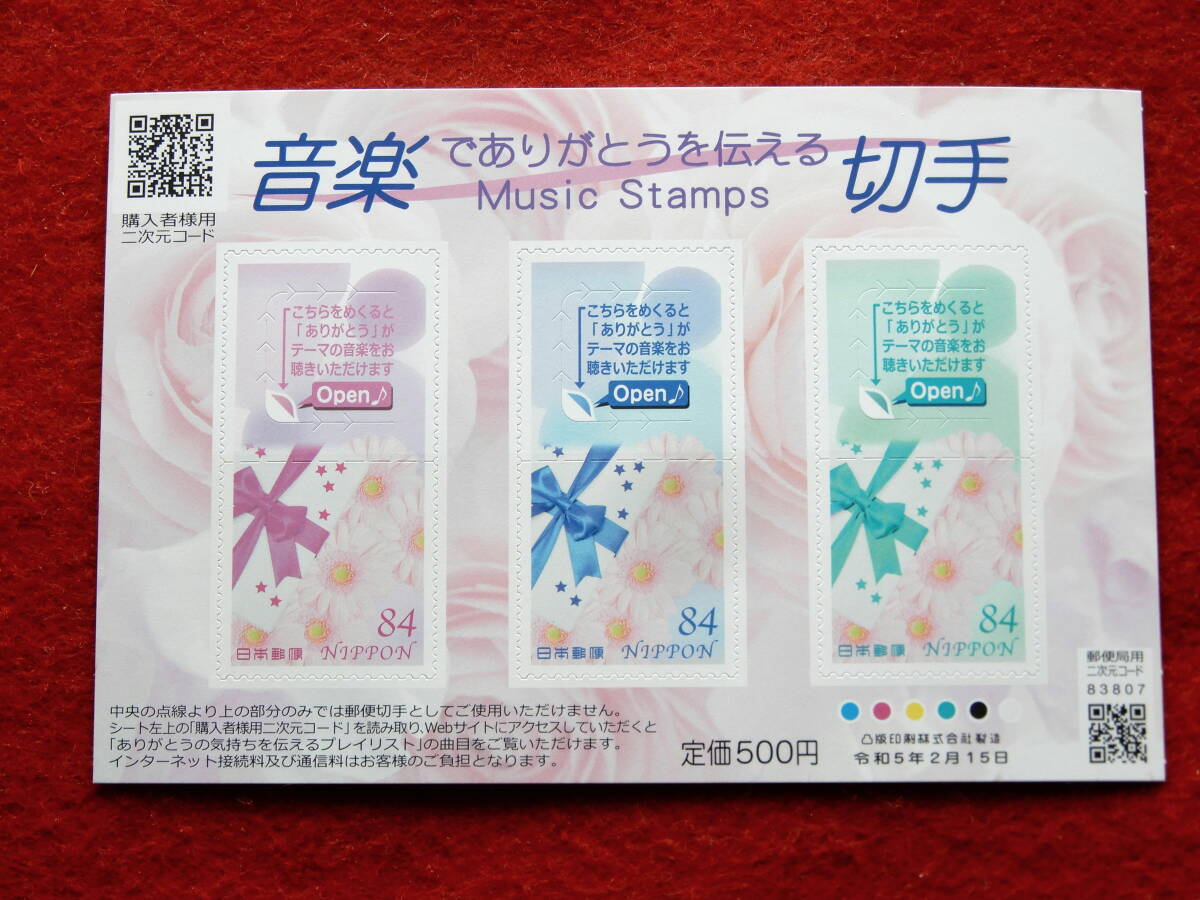 音楽でありがとうを伝える切手
Music Stamps
購入者様用
二次元コード
こちらをめくると
「ありがとう」が
テーマの音楽をお
聴きいただけます
Open♪
84
日本郵便 NIPPON
こちらをめくると
「ありがとう」が
テーマの音楽をお
聴きいただけます
Open♪
84
日本郵便 NIPPON
こちらをめくると
「ありがとう」が
テーマの音楽をお
聴きいただけます
Open♪
84
日本郵便 NIPPON
中央の点線より上の部分のみでは郵便切手としてご使用いただけません。
シート左上の「購入者様用二次元コード」を読み取り、Webサイトにアクセスしていただくと
「ありがとうの気持ちを伝えるプレイリスト」の曲目をご覧いただけます。
インターネット接続料及び通信料はお客様のご負担となります。
定価500円
凸版印刷株式会社製造
令和5年2月15日
郵便局用
二次元コード
83807